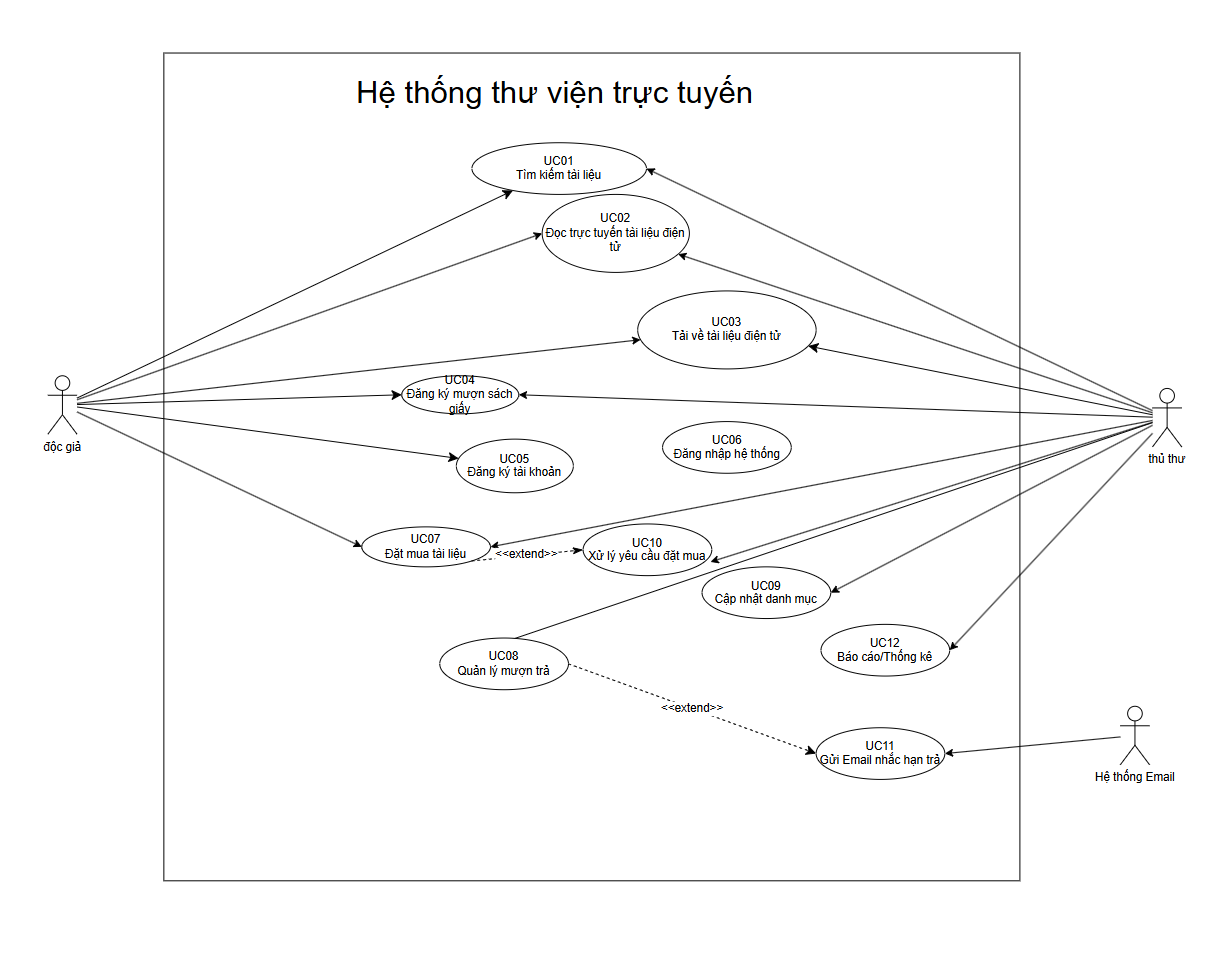 Hệ thống thư viện trực tuyến
UC01
Tìm kiếm tài liệu
UC02
Đọc trực tuyến tài liệu điện
tử
UC03
Tải về tài liệu điện tử
UC04
Đăng ký mượn sách
giấy
độc giả
thủ thư
UC05
Đăng ký tài khoản
UC06
Đăng nhập hệ thống
UC07
Đặt mua tài liệu
<<extend>>
UC10
Xử lý yêu cầu đặt mua
UC09
Cập nhật danh mục
UC08
Quản lý mượn trả
UC12
Báo cáo/Thống kê
<<extend>>
UC11
Gửi Email nhắc hạn trả
Hệ thống Email